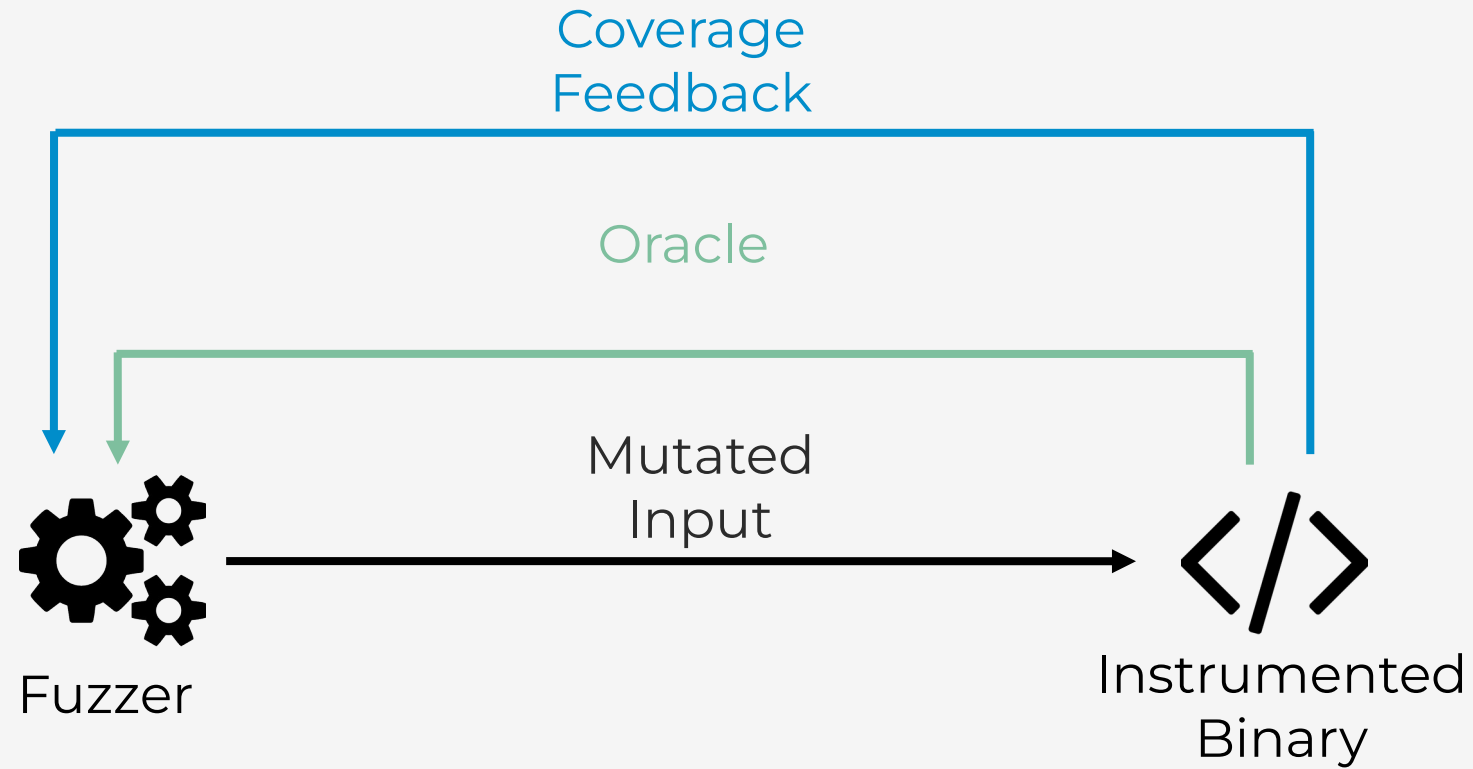 Coverage
Feedback
Oracle
Mutated
Input
Fuzzer
Instrumented
Binary